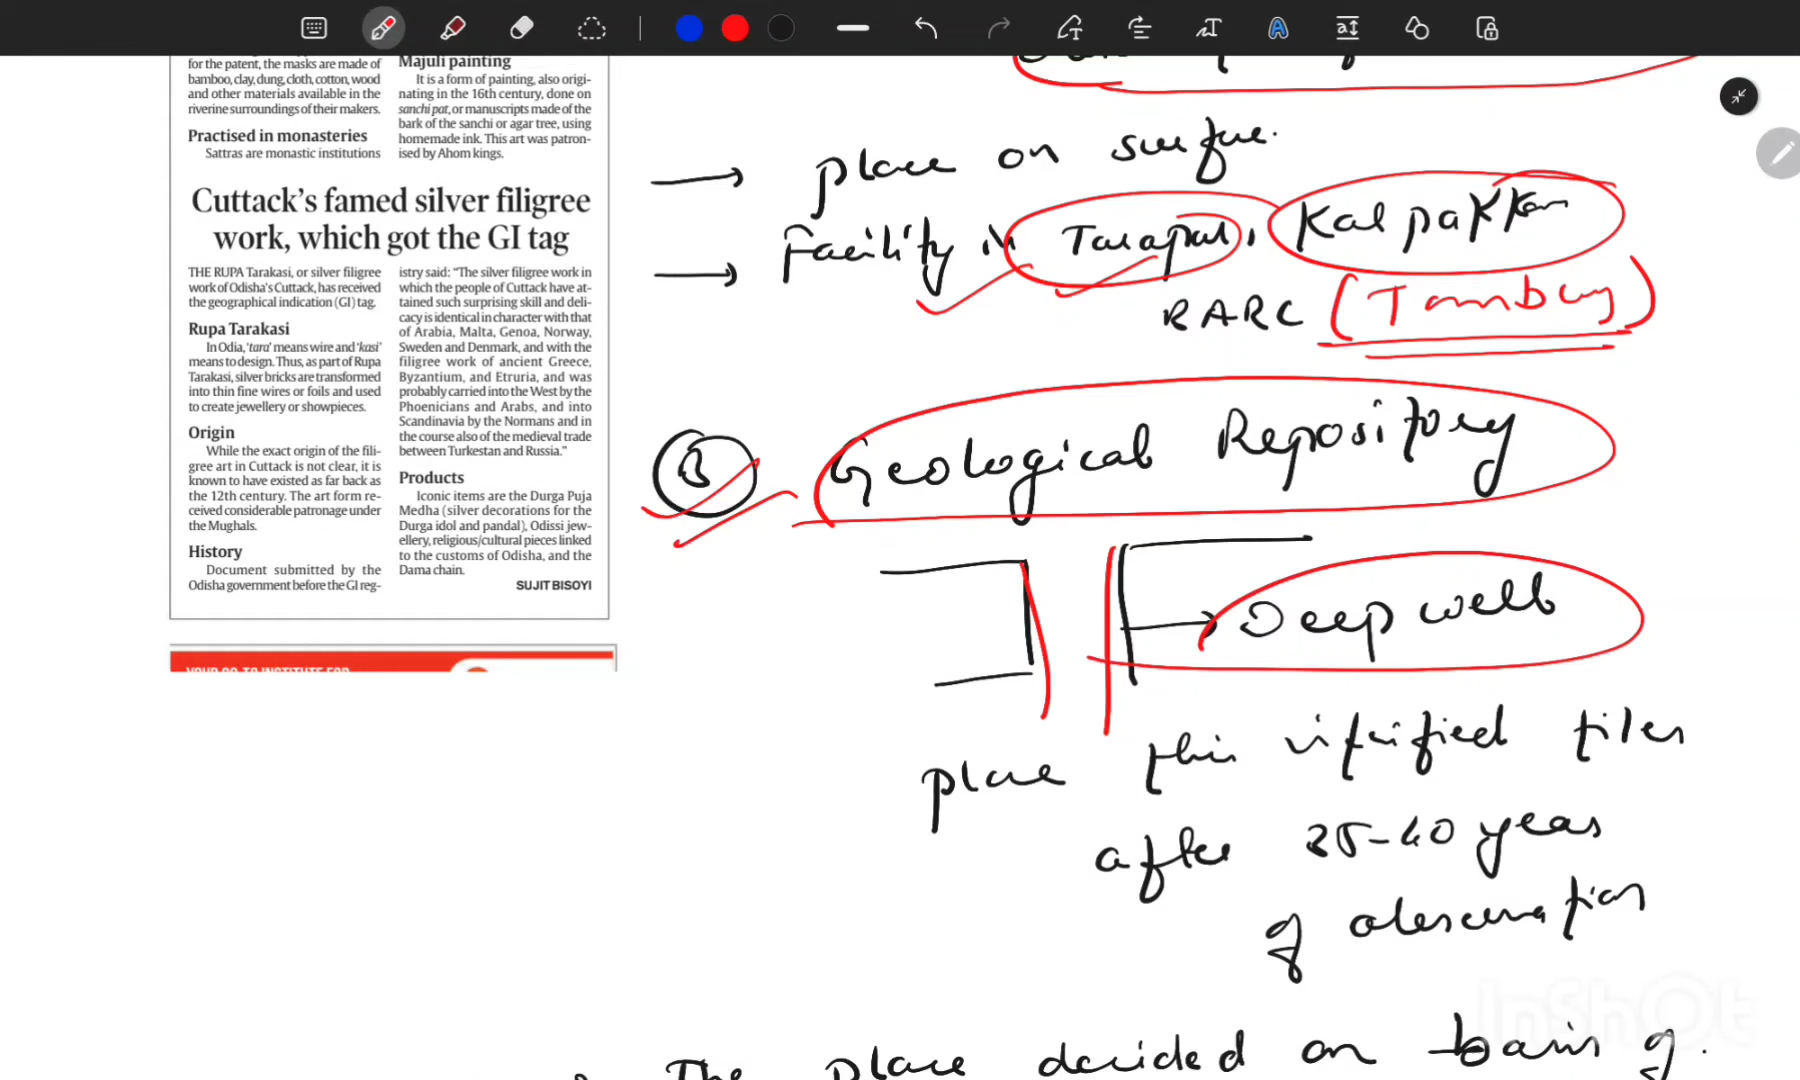 for the patent, the masks are made of
bamboo, clay, dung, cloth, cotton, wood
and other materials available in the
riverine surroundings of their makers.
Practised in monasteries
Sattras are monastic institutions
Majuli painting
It is a form of painting, also origi-
nating in the 16th century, done on
sanchi pat, or manuscripts made of the
bark of the sanchi or agar tree, using
homemade ink. This art was patron-
ised by Ahom kings.
Cuttack's famed silver filigree
work, which got the GI tag
THE RUPA Tarakasi, or silver filigree
work of Odisha's Cuttack, has received
the geographical indication (GI) tag.
Rupa Tarakasi
In Odia, 'tara' means wire and 'kasi'
means to design. Thus, as part of Rupa
Tarakasi, silver bricks are transformed
into thin fine wires or foils and used
to create jewellery or showpieces.
Origin
While the exact origin of the fili-
gree art in Cuttack is not clear, it is
known to have existed as far back as
the 12th century. The art form re-
ceived considerable patronage under
the Mughals.
History
Document submitted by the
Odisha government before the GI reg-
istry said: "The silver filigree work in
which the people of Cuttack have at-
tained such surprising skill and deli-
cacy is identical in character with that
of Arabia, Malta, Genoa, Norway,
Sweden and Denmark, and with the
filigree work of ancient Greece,
Byzantium, and Etruria, and was
probably carried into the West by the
Phoenicians and Arabs, and into
Scandinavia by the Normans and in
the course also of the medieval trade
between Turkestan and Russia."
Products
Iconic items are the Durga Puja
Medha (silver decorations for the
Durga idol and pandal), Odissi jew-
ellery, religious/cultural pieces linked
to the customs of Odisha, and the
Dama chain.
SUJIT BISOYI
YOUR GO-TO INSTITUTE FOR
→ place on surface.
→ Facility in Tarapur, Kalpakkam
BARC (Trombay)
B Geological Repository
→ Deep well
place this vitrified tiles
after 35-40 years
of observation
The place decided on basis of
InShOt